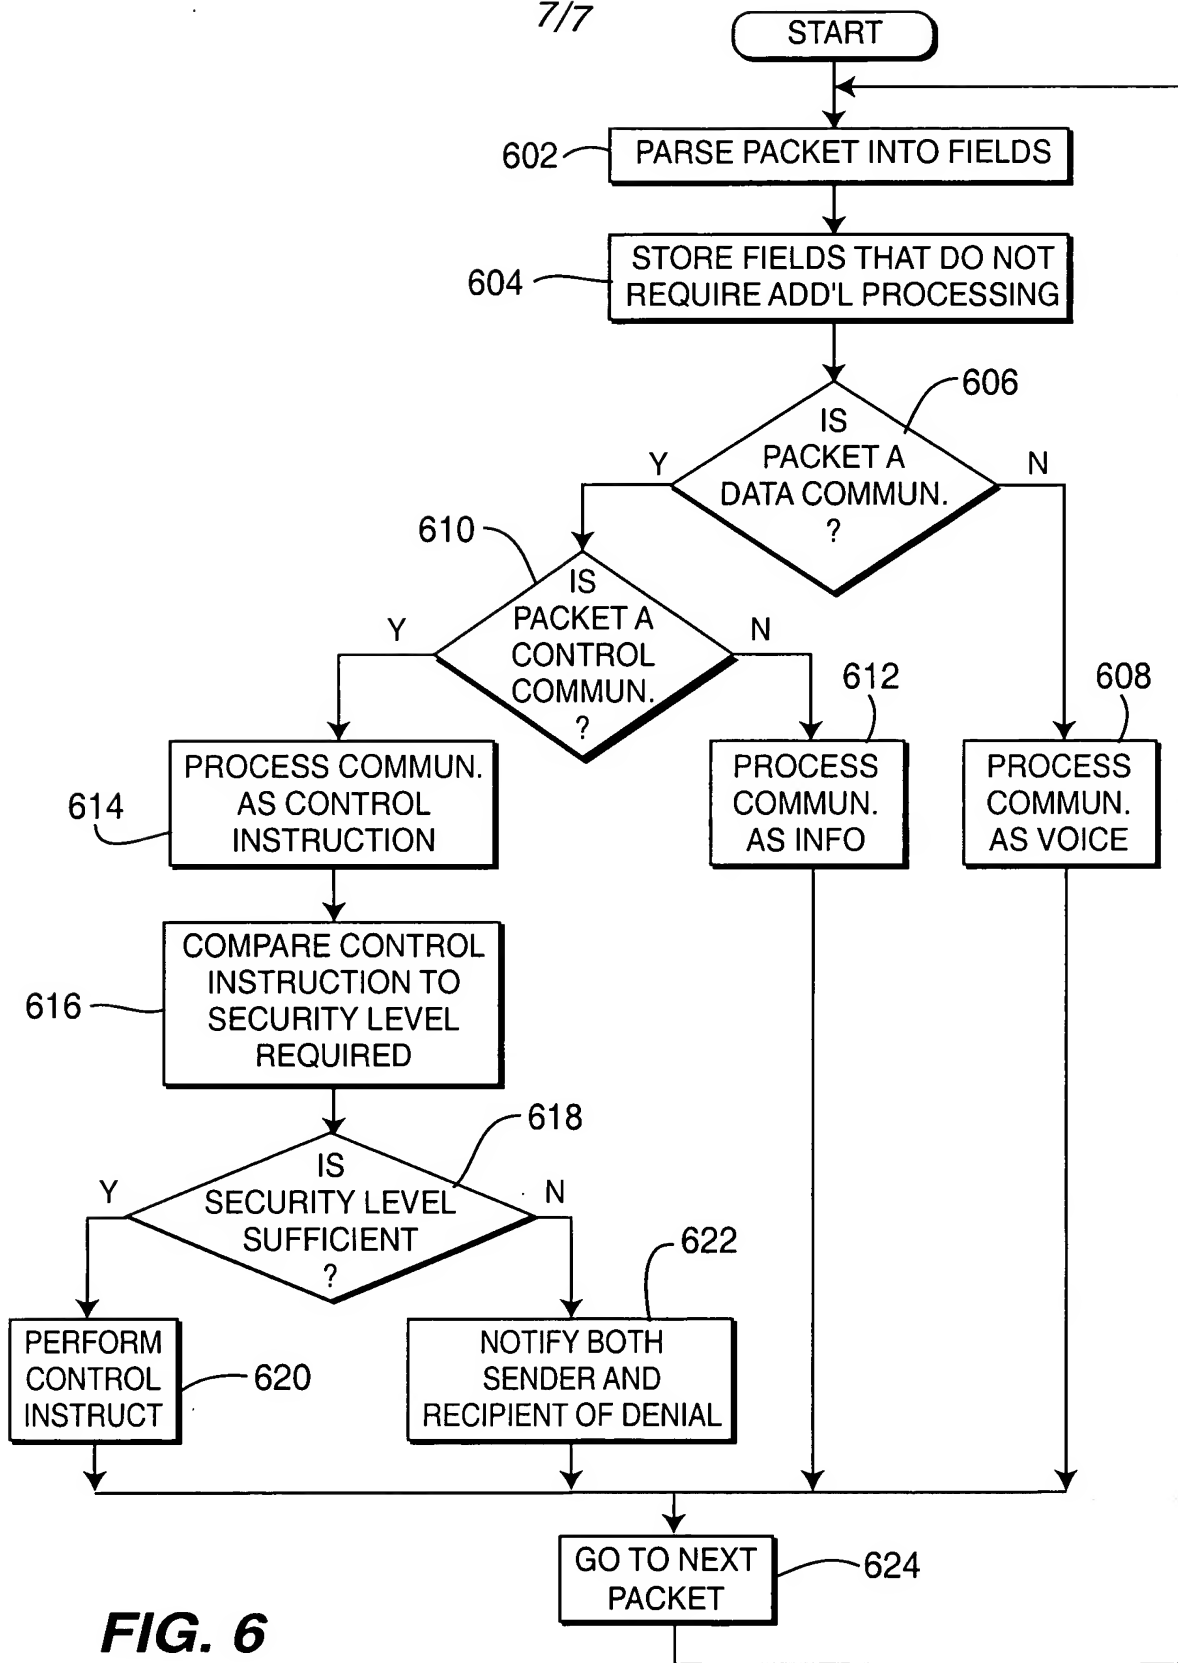 7/7
START
602
PARSE PACKET INTO FIELDS
604
STORE FIELDS THAT DO NOT
REQUIRE ADD'L PROCESSING
606
IS
PACKET A
DATA COMMUN.
?
Y
N
610
IS
PACKET A
CONTROL
COMMUN.
?
Y
N
612
608
614
PROCESS COMMUN.
AS CONTROL
INSTRUCTION
PROCESS
COMMUN.
AS INFO
PROCESS
COMMUN.
AS VOICE
616
COMPARE CONTROL
INSTRUCTION TO
SECURITY LEVEL
REQUIRED
618
IS
SECURITY LEVEL
SUFFICIENT
?
Y
N
622
PERFORM
CONTROL
INSTRUCT
620
NOTIFY BOTH
SENDER AND
RECIPIENT OF DENIAL
GO TO NEXT
PACKET
624
FIG. 6